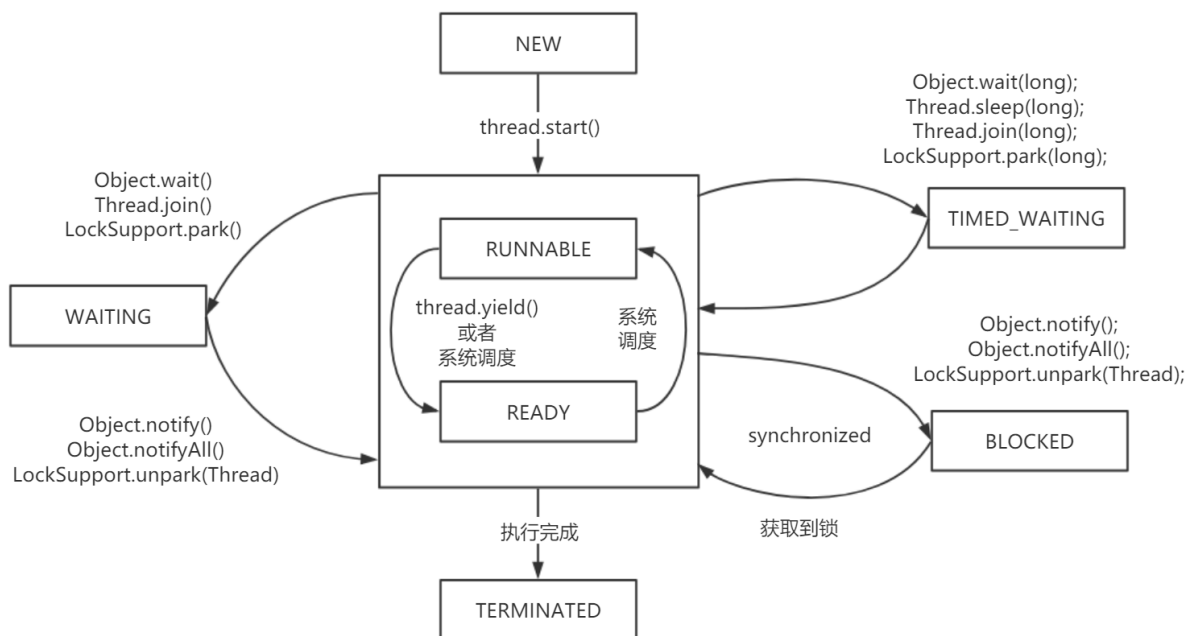 NEW
thread.start()
Object.wait(long);
Thread.sleep(long);
Thread.join(long);
LockSupport.park(long);
Object.wait()
Thread.join()
LockSupport.park()
TIMED_WAITING
RUNNABLE
WAITING
thread.yield()
或者
系统调度
系统
调度
Object.notify();
Object.notifyAll();
LockSupport.unpark(Thread);
READY
Object.notify()
Object.notifyAll()
LockSupport.unpark(Thread)
synchronized
BLOCKED
执行完成
获取到锁
TERMINATED